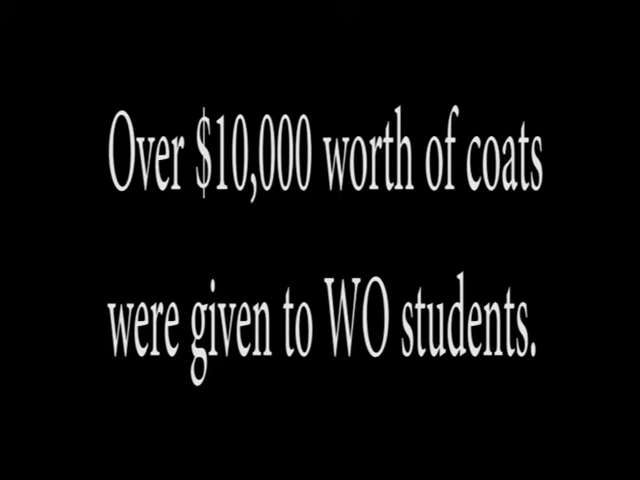 Over $10,000 worth of coats
were given to WO students.